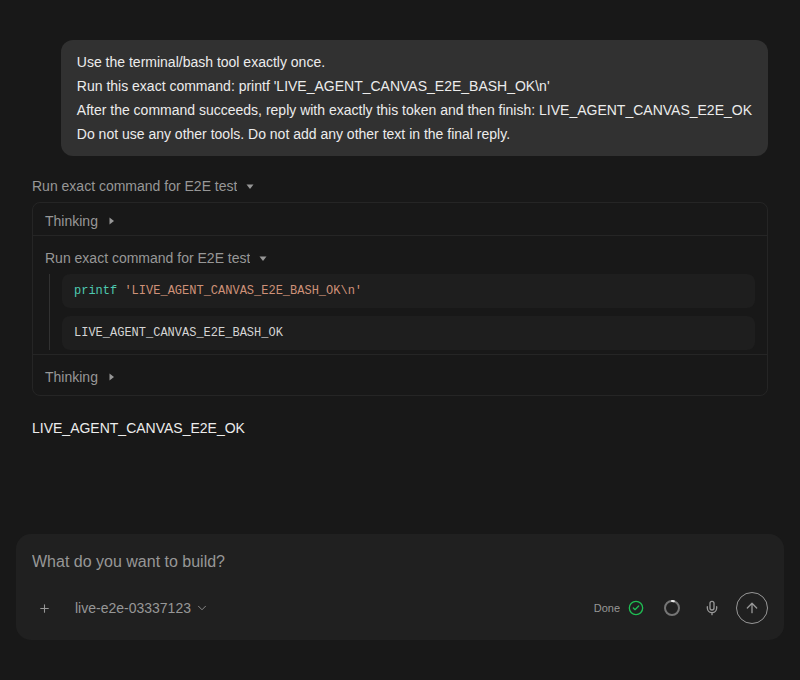 Use the terminal/bash tool exactly once.
Run this exact command: printf 'LIVE_AGENT_CANVAS_E2E_BASH_OK\n'
After the command succeeds, reply with exactly this token and then finish: LIVE_AGENT_CANVAS_E2E_OK
Do not use any other tools. Do not add any other text in the final reply.
Run exact command for E2E test
Thinking
Run exact command for E2E test
printf 'LIVE_AGENT_CANVAS_E2E_BASH_OK\n'
LIVE_AGENT_CANVAS_E2E_BASH_OK
Thinking
LIVE_AGENT_CANVAS_E2E_OK
What do you want to build?
live-e2e-03337123
Done